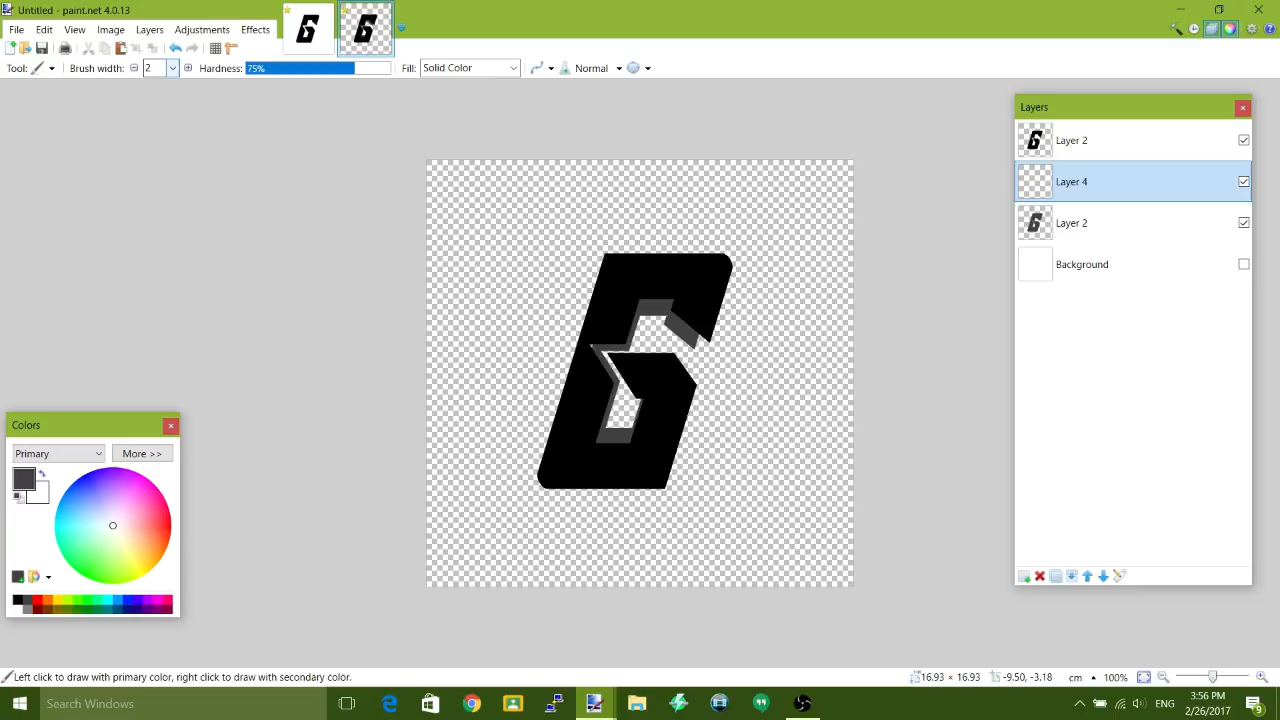 Untitled - paint.net 4.0.13
File Edit View Image Layers Adjustments Effects
Tool: Brush width: 2 Hardness: 75% Fill: Solid Color Normal
Layers
Layer 2
Layer 4
Layer 2
Background
6
Colors
Primary More >>
Left click to draw with primary color, right click to draw with secondary color. 16.93 × 16.93 -9.50, -3.18 cm 100%
Search Windows
ENG
3:56 PM
2/26/2017
9